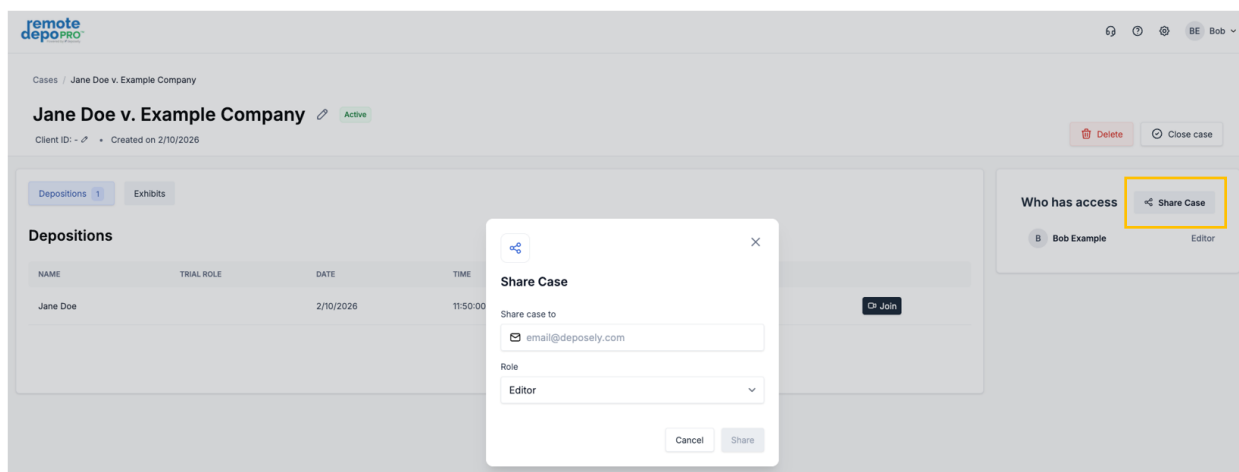 remote
depoPRO
BE Bob
Cases / Jane Doe v. Example Company
Jane Doe v. Example Company Active
Client ID: - • Created on 2/10/2026
Delete Close case
Depositions 1 Exhibits
Depositions
NAME TRIAL ROLE DATE TIME
Jane Doe 2/10/2026 11:50:00 Join
Share Case
Share case to
email@deposely.com
Role
Editor
Cancel Share
Who has access Share Case
B Bob Example Editor